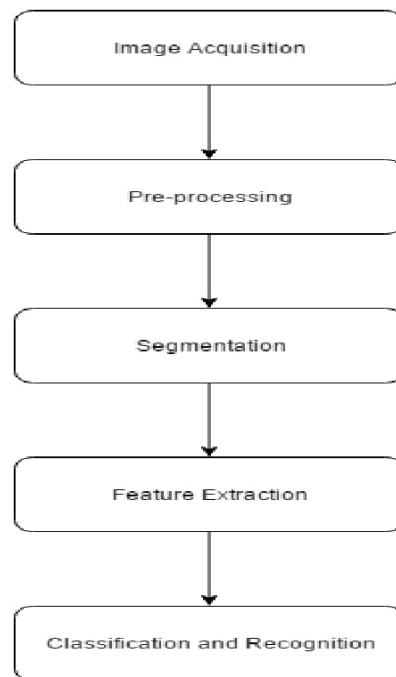 Image Acquisition
Pre-processing
Segmentation
Feature Extraction
Classification and Recognition